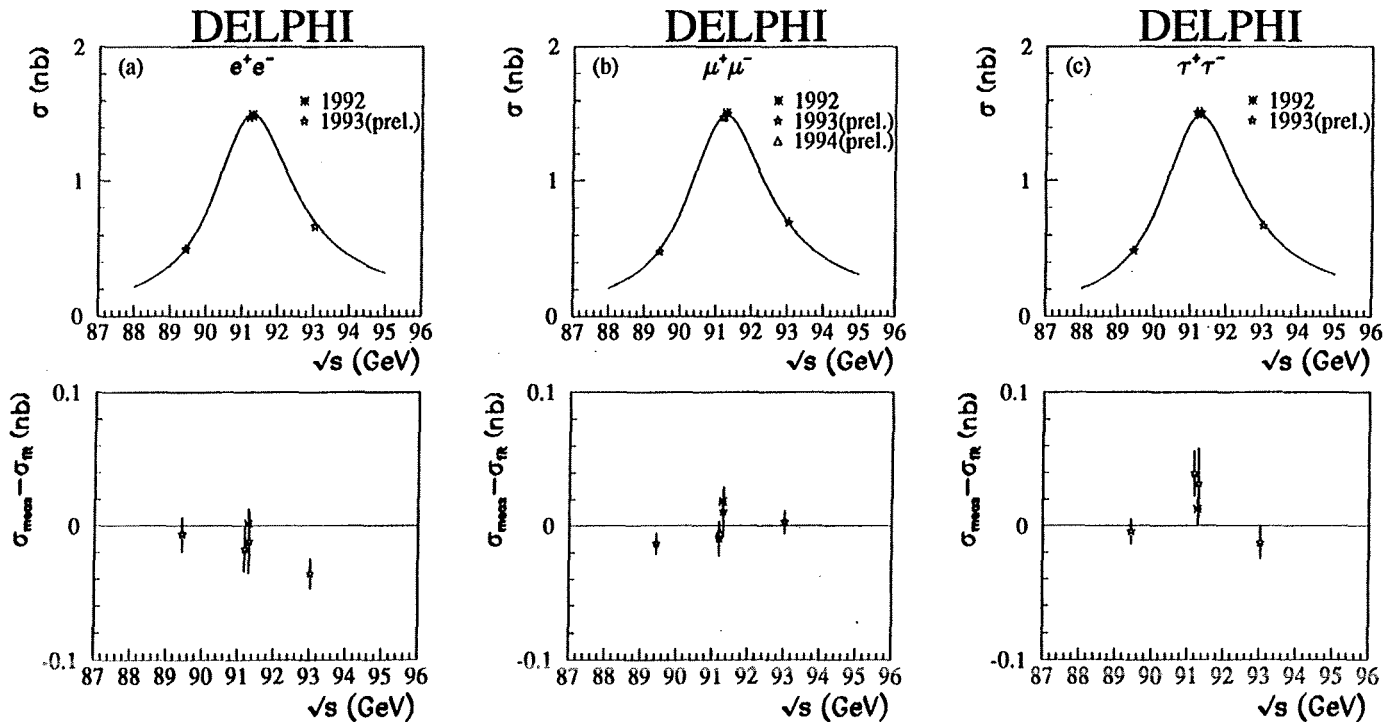 DELPHI
2
(a)
e⁺e⁻
✳ 1992
☆ 1993(prel.)
σ (nb)
1
0
87 88 89 90 91 92 93 94 95 96
√s (GeV)
DELPHI
2
(b)
μ⁺μ⁻
✳ 1992
☆ 1993(prel.)
△ 1994(prel.)
σ (nb)
1
0
87 88 89 90 91 92 93 94 95 96
√s (GeV)
DELPHI
2
(c)
τ⁺τ⁻
✳ 1992
☆ 1993(prel.)
σ (nb)
1
0
87 88 89 90 91 92 93 94 95 96
√s (GeV)
0.1
σmeas−σfit (nb)
0
-0.1
87 88 89 90 91 92 93 94 95 96
√s (GeV)
0.1
σmeas−σfit (nb)
0
-0.1
87 88 89 90 91 92 93 94 95 96
√s (GeV)
0.1
σmeas−σfit (nb)
0
-0.1
87 88 89 90 91 92 93 94 95 96
√s (GeV)